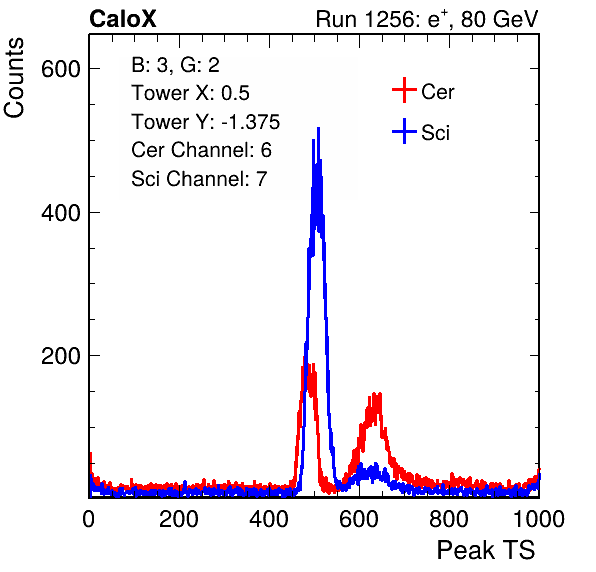 CaloX Run 1256: e⁺, 80 GeV
Counts
B: 3, G: 2
Tower X: 0.5
Tower Y: -1.375
Cer Channel: 6
Sci Channel: 7
Cer
Sci
600
400
200
0 200 400 600 800 1000
Peak TS